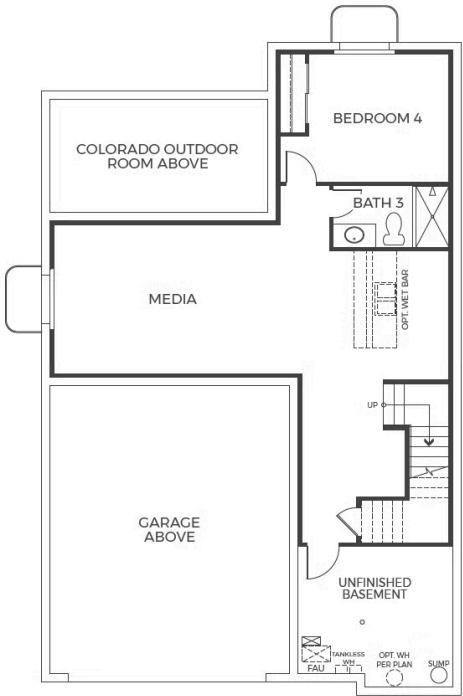 BEDROOM 4
COLORADO OUTDOOR
ROOM ABOVE
BATH 3
MEDIA
OPT. WET BAR
UP
GARAGE
ABOVE
UNFINISHED
BASEMENT
FAU
TANKLESS
WH
OPT. WH
PER PLAN
SUMP